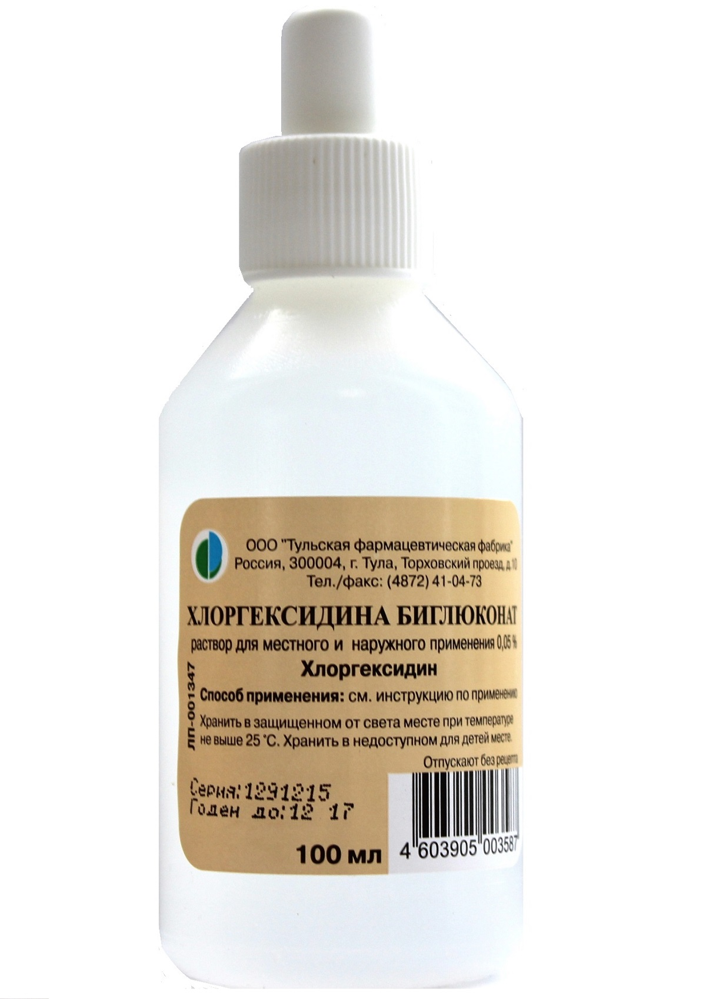 ООО "Тульская фармацевтическая фабрика"
Россия, 300004, г. Тула, Торховский проезд, д.10
Тел./факс: (4872) 41-04-73
ХЛОРГЕКСИДИНА БИГЛЮКОНАТ
раствор для местного и наружного применения 0,05 %
Хлоргексидин
Способ применения: см. инструкцию по применению
Хранить в защищенном от света месте при температуре
не выше 25 °С. Хранить в недоступном для детей месте.
Отпускают без рецепта
ЛП-001347
Серия:1291215
Годен до:12 17
100 мл
4 603905 003587